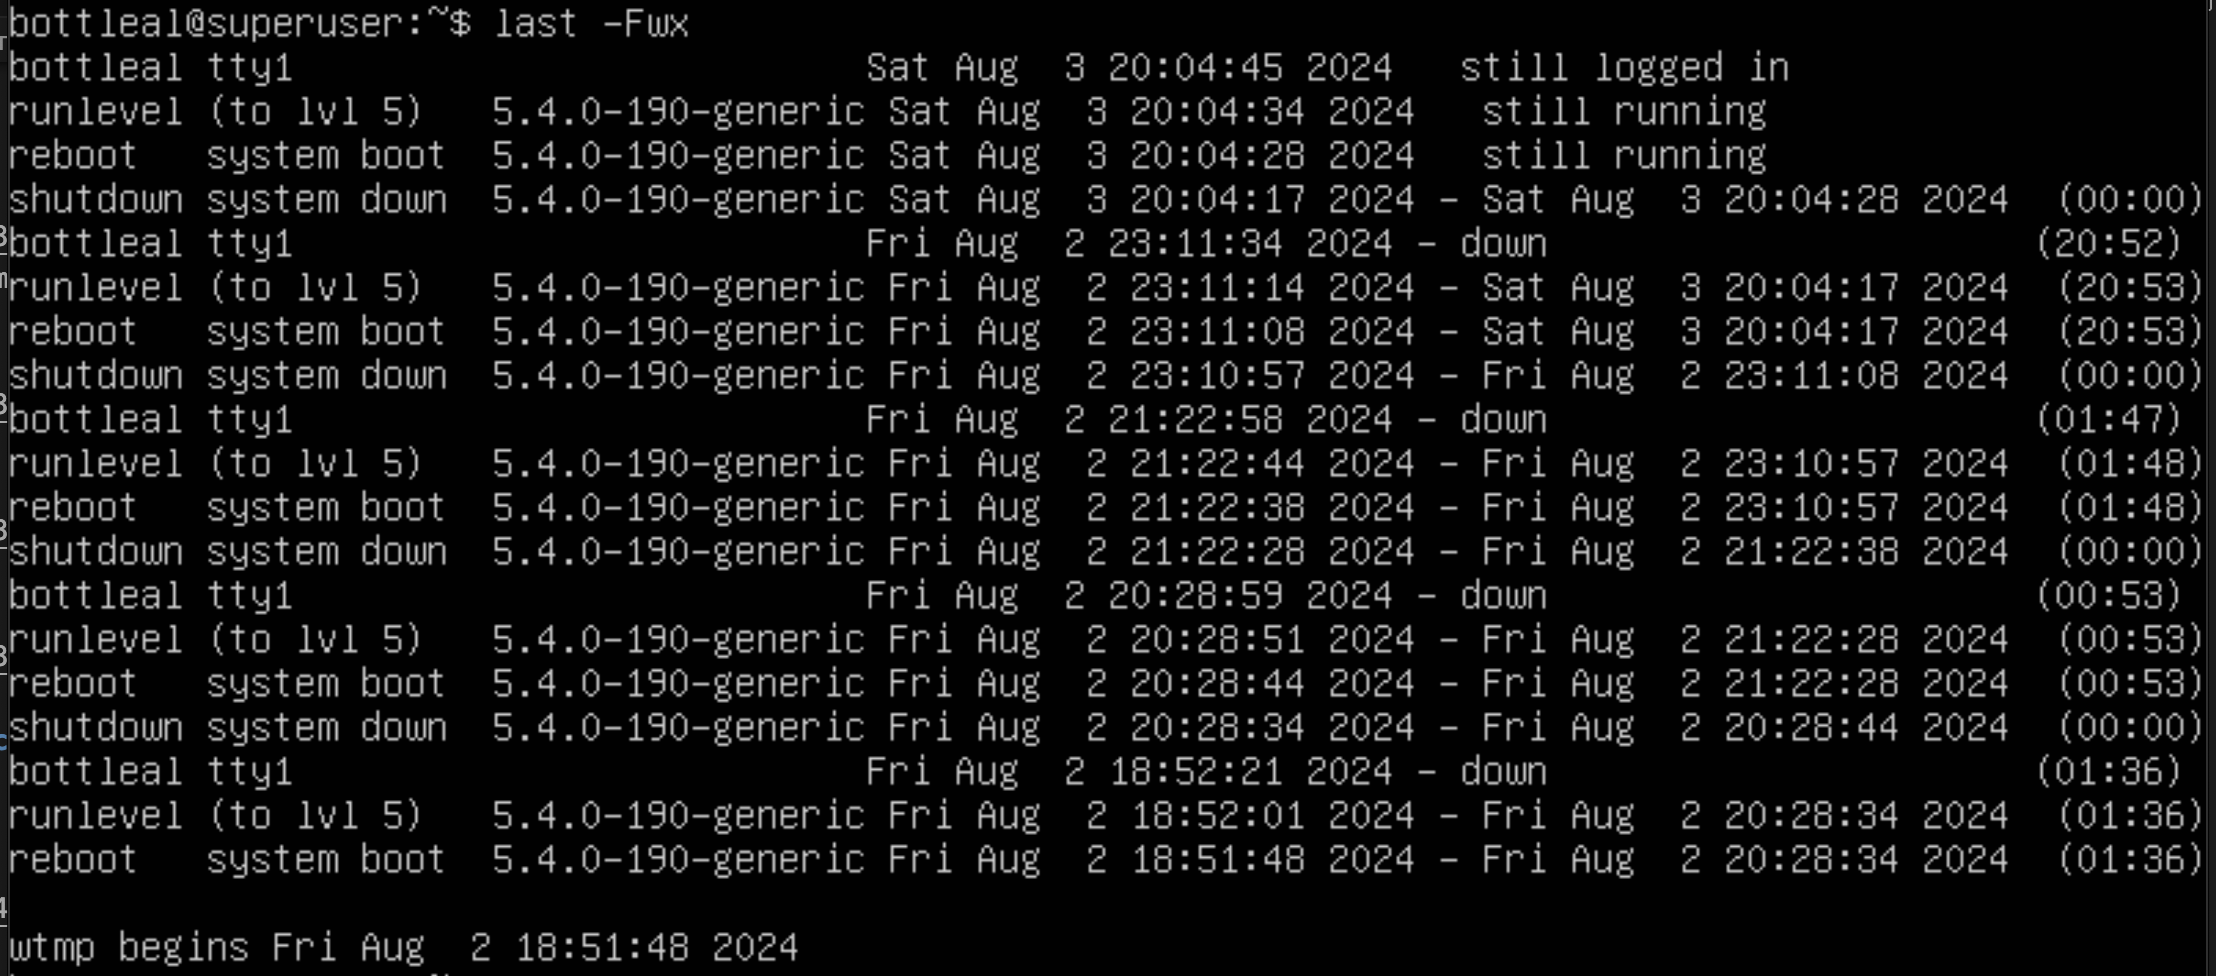 bottleal@superuser:~$ last -Fwx
bottleal tty1                          Sat Aug  3 20:04:45 2024   still logged in
runlevel (to lvl 5)   5.4.0-190-generic Sat Aug  3 20:04:34 2024   still running
reboot   system boot  5.4.0-190-generic Sat Aug  3 20:04:28 2024   still running
shutdown system down  5.4.0-190-generic Sat Aug  3 20:04:17 2024 - Sat Aug  3 20:04:28 2024  (00:00)
bottleal tty1                          Fri Aug  2 23:11:34 2024 - down                      (20:52)
runlevel (to lvl 5)   5.4.0-190-generic Fri Aug  2 23:11:14 2024 - Sat Aug  3 20:04:17 2024  (20:53)
reboot   system boot  5.4.0-190-generic Fri Aug  2 23:11:08 2024 - Sat Aug  3 20:04:17 2024  (20:53)
shutdown system down  5.4.0-190-generic Fri Aug  2 23:10:57 2024 - Fri Aug  2 23:11:08 2024  (00:00)
bottleal tty1                          Fri Aug  2 21:22:58 2024 - down                      (01:47)
runlevel (to lvl 5)   5.4.0-190-generic Fri Aug  2 21:22:44 2024 - Fri Aug  2 23:10:57 2024  (01:48)
reboot   system boot  5.4.0-190-generic Fri Aug  2 21:22:38 2024 - Fri Aug  2 23:10:57 2024  (01:48)
shutdown system down  5.4.0-190-generic Fri Aug  2 21:22:28 2024 - Fri Aug  2 21:22:38 2024  (00:00)
bottleal tty1                          Fri Aug  2 20:28:59 2024 - down                      (00:53)
runlevel (to lvl 5)   5.4.0-190-generic Fri Aug  2 20:28:51 2024 - Fri Aug  2 21:22:28 2024  (00:53)
reboot   system boot  5.4.0-190-generic Fri Aug  2 20:28:44 2024 - Fri Aug  2 21:22:28 2024  (00:53)
shutdown system down  5.4.0-190-generic Fri Aug  2 20:28:34 2024 - Fri Aug  2 20:28:44 2024  (00:00)
bottleal tty1                          Fri Aug  2 18:52:21 2024 - down                      (01:36)
runlevel (to lvl 5)   5.4.0-190-generic Fri Aug  2 18:52:01 2024 - Fri Aug  2 20:28:34 2024  (01:36)
reboot   system boot  5.4.0-190-generic Fri Aug  2 18:51:48 2024 - Fri Aug  2 20:28:34 2024  (01:36)

wtmp begins Fri Aug  2 18:51:48 2024